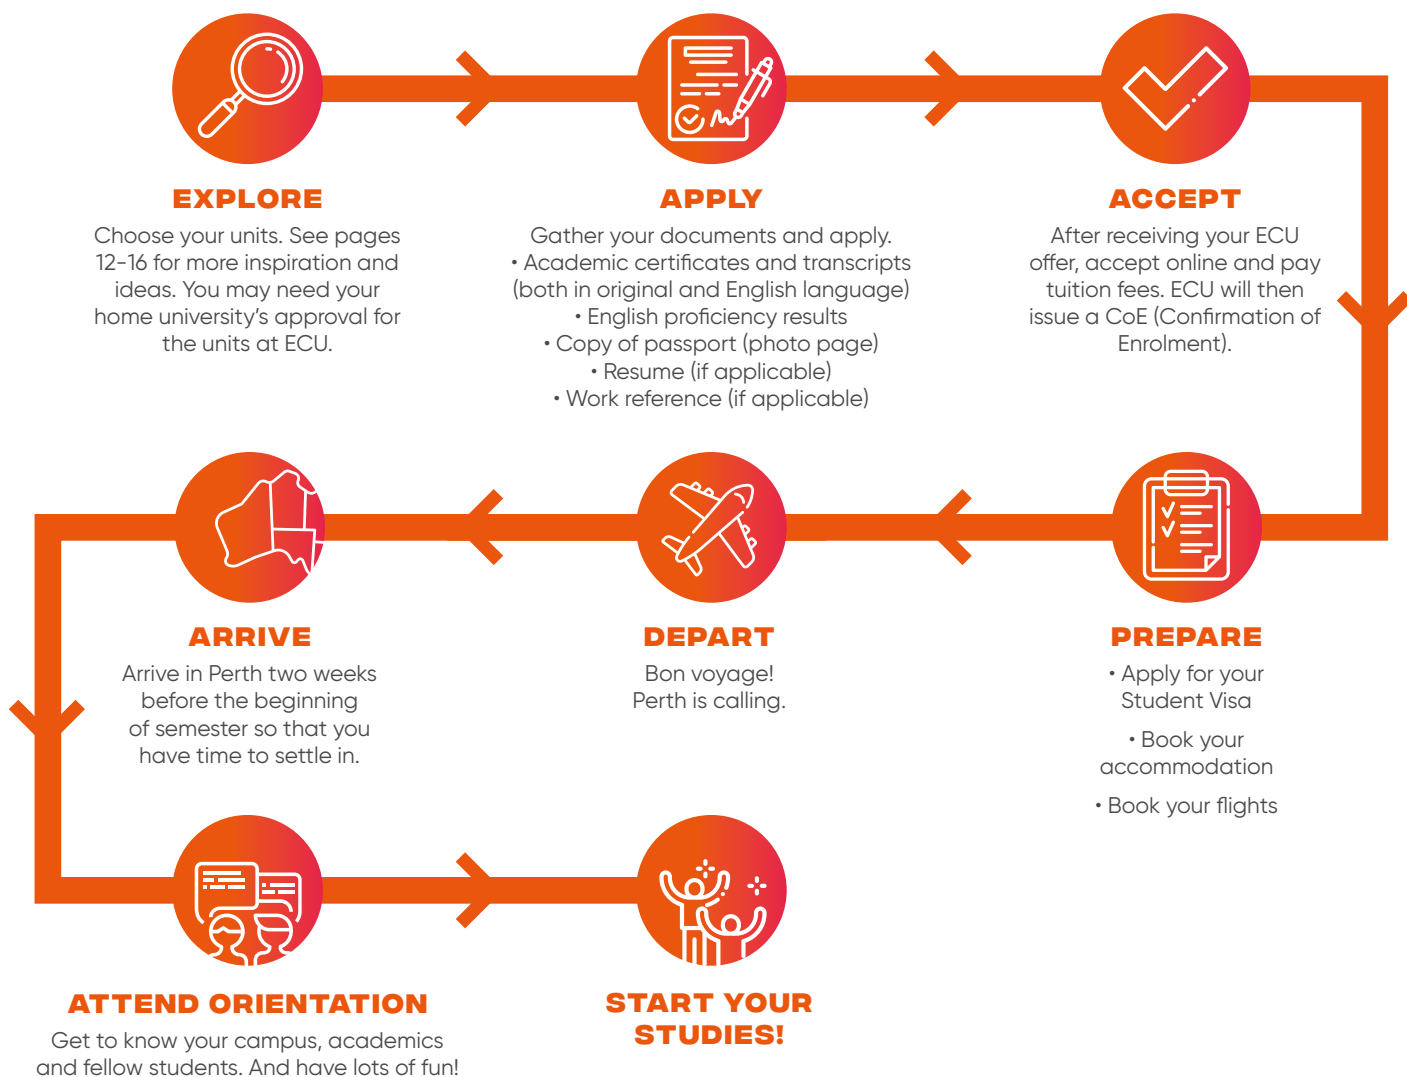 EXPLORE
Choose your units. See pages
12-16 for more inspiration and
ideas. You may need your
home university’s approval for
the units at ECU.
APPLY
Gather your documents and apply.
• Academic certificates and transcripts
(both in original and English language)
• English proficiency results
• Copy of passport (photo page)
• Resume (if applicable)
• Work reference (if applicable)
ACCEPT
After receiving your ECU
offer, accept online and pay
tuition fees. ECU will then
issue a CoE (Confirmation of
Enrolment).
PREPARE
• Apply for your
Student Visa
• Book your
accommodation
• Book your flights
DEPART
Bon voyage!
Perth is calling.
ARRIVE
Arrive in Perth two weeks
before the beginning
of semester so that you
have time to settle in.
ATTEND ORIENTATION
Get to know your campus, academics
and fellow students. And have lots of fun!
START YOUR
STUDIES!